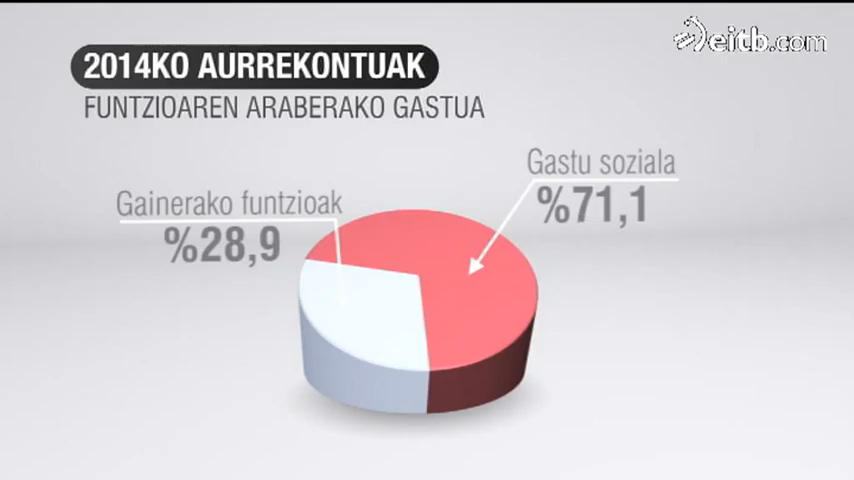 eitb.com
2014KO AURREKONTUAK
FUNTZIOAREN ARABERAKO GASTUA
Gastu soziala
%71,1
Gainerako funtzioak
%28,9